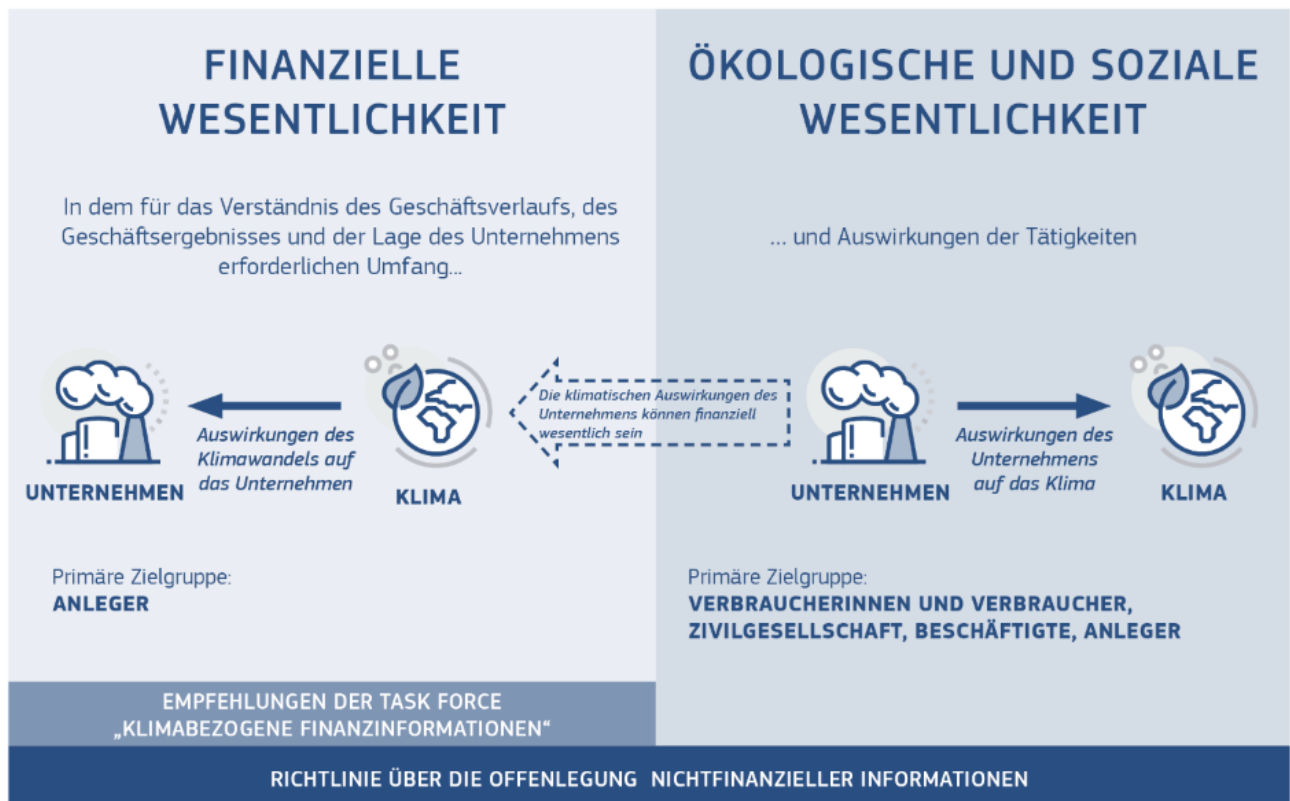 FINANZIELLE
WESENTLICHKEIT
In dem für das Verständnis des Geschäftsverlaufs, des
Geschäftsergebnisses und der Lage des Unternehmens
erforderlichen Umfang...
UNTERNEHMEN
Auswirkungen des
Klimawandels auf
das Unternehmen
KLIMA
Primäre Zielgruppe:
ANLEGER
EMPFEHLUNGEN DER TASK FORCE
„KLIMABEZOGENE FINANZINFORMATIONEN“
Die klimatischen Auswirkungen des
Unternehmens können finanziell
wesentlich sein
ÖKOLOGISCHE UND SOZIALE
WESENTLICHKEIT
... und Auswirkungen der Tätigkeiten
UNTERNEHMEN
Auswirkungen des
Unternehmens
auf das Klima
KLIMA
Primäre Zielgruppe:
VERBRAUCHERINNEN UND VERBRAUCHER,
ZIVILGESELLSCHAFT, BESCHÄFTIGTE, ANLEGER
RICHTLINIE ÜBER DIE OFFENLEGUNG NICHTFINANZIELLER INFORMATIONEN